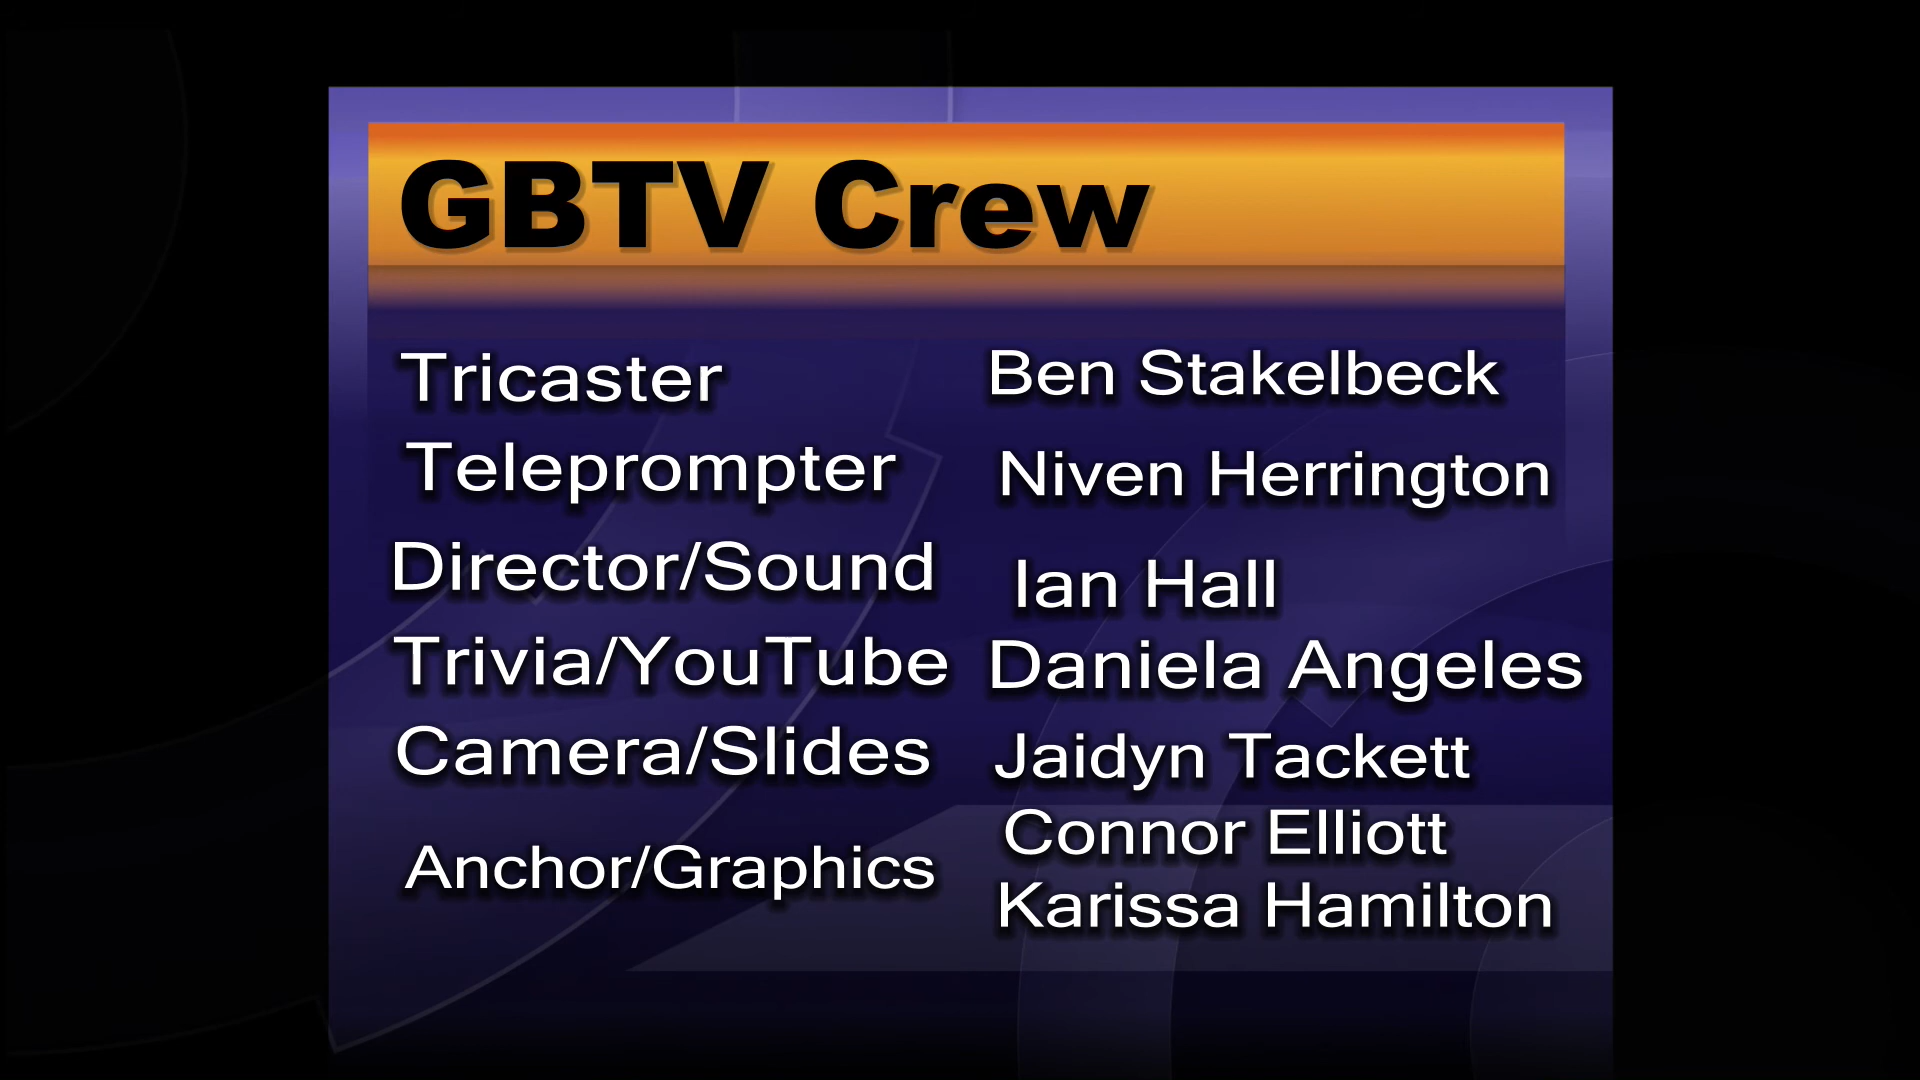 GBTV Crew
Tricaster Ben Stakelbeck
Teleprompter Niven Herrington
Director/Sound Ian Hall
Trivia/YouTube Daniela Angeles
Camera/Slides Jaidyn Tackett
Connor Elliott
Anchor/Graphics
Karissa Hamilton